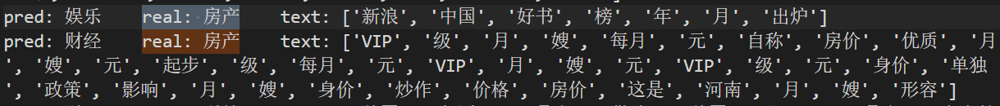 pred: 娱乐    real: 房产    text: ['新浪', '中国', '好书', '榜', '年', '月', '出炉']
pred: 财经    real: 房产    text: ['VIP', '级', '月', '嫂', '每月', '元', '自称', '房价', '优质', '月
', '嫂', '元', '起步', '级', '每月', '元', 'VIP', '月', '嫂', '元', 'VIP', '级', '元', '身价', '单独
', '政策', '影响', '月', '嫂', '身价', '炒作', '价格', '房价', '这是', '河南', '月', '嫂', '形容']